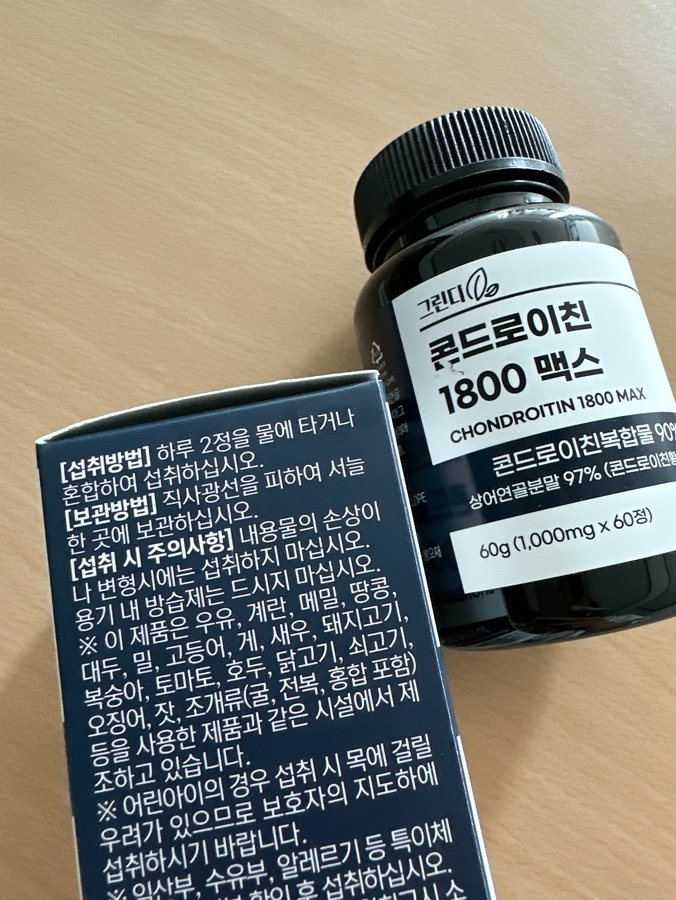 그린디
콘드로이친
1800 맥스
CHONDROITIN 1800 MAX
콘드로이친복합물 90%
상어연골분말 97% (콘드로이친
60g (1,000mg x 60정)
[섭취방법] 하루 2정을 물에 타거나
혼합하여 섭취하십시오.
[보관방법] 직사광선을 피하여 서늘
한 곳에 보관하십시오.
[섭취 시 주의사항] 내용물의 손상이
나 변형시에는 섭취하지 마십시오.
용기 내 방습제는 드시지 마십시오.
※ 이 제품은 우유, 계란, 메밀, 땅콩,
대두, 밀, 고등어, 게, 새우, 돼지고기,
복숭아, 토마토, 호두, 닭고기, 쇠고기,
오징어, 잣, 조개류(굴, 전복, 홍합 포함)
등을 사용한 제품과 같은 시설에서 제
조하고 있습니다.
※ 어린아이의 경우 섭취 시 목에 걸릴
우려가 있으므로 보호자의 지도하에
섭취하시기 바랍니다.
※ 임산부, 수유부, 알레르기 등 특이체
확인 후 섭취하십시오.